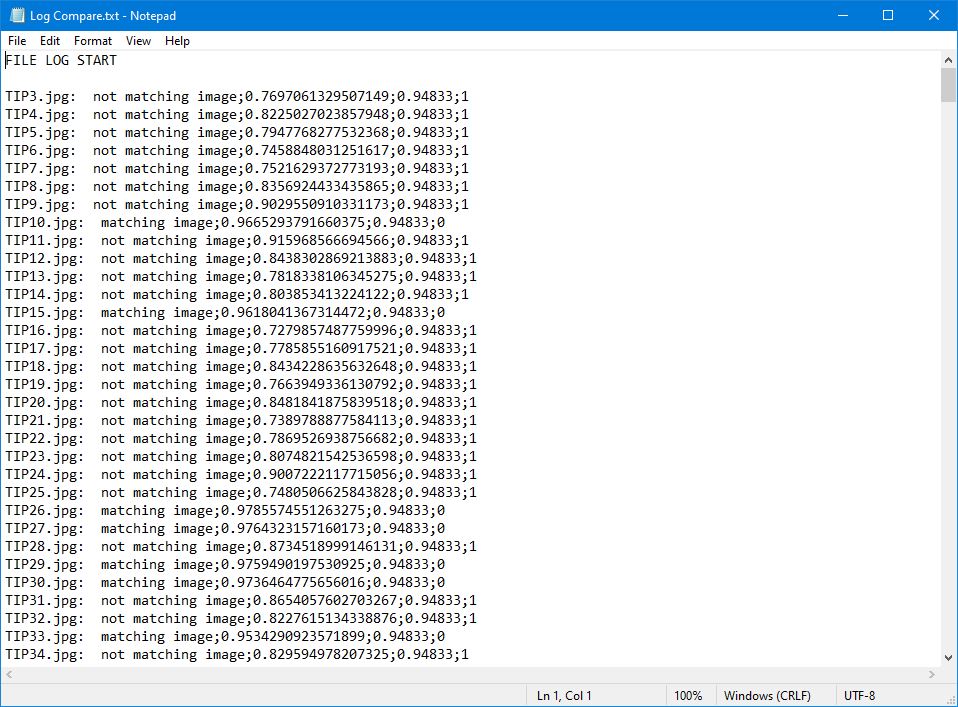 Log Compare.txt - Notepad
File Edit Format View Help
FILE LOG START

TIP3.jpg:  not matching image;0.7697061329507149;0.94833;1
TIP4.jpg:  not matching image;0.8225027023857948;0.94833;1
TIP5.jpg:  not matching image;0.7947768277532368;0.94833;1
TIP6.jpg:  not matching image;0.7458848031251617;0.94833;1
TIP7.jpg:  not matching image;0.7521629372773193;0.94833;1
TIP8.jpg:  not matching image;0.8356924433435865;0.94833;1
TIP9.jpg:  not matching image;0.9029550910331173;0.94833;1
TIP10.jpg:  matching image;0.9665293791660375;0.94833;0
TIP11.jpg:  not matching image;0.915968566694566;0.94833;1
TIP12.jpg:  not matching image;0.8438302869213883;0.94833;1
TIP13.jpg:  not matching image;0.7818338106345275;0.94833;1
TIP14.jpg:  not matching image;0.803853413224122;0.94833;1
TIP15.jpg:  matching image;0.9618041367314472;0.94833;0
TIP16.jpg:  not matching image;0.7279857487759996;0.94833;1
TIP17.jpg:  not matching image;0.7785855160917521;0.94833;1
TIP18.jpg:  not matching image;0.8434228635632648;0.94833;1
TIP19.jpg:  not matching image;0.7663949336130792;0.94833;1
TIP20.jpg:  not matching image;0.8481841875839518;0.94833;1
TIP21.jpg:  not matching image;0.7389788877584113;0.94833;1
TIP22.jpg:  not matching image;0.7869526938756682;0.94833;1
TIP23.jpg:  not matching image;0.8074821542536598;0.94833;1
TIP24.jpg:  not matching image;0.9007222117715056;0.94833;1
TIP25.jpg:  not matching image;0.7480506625843828;0.94833;1
TIP26.jpg:  matching image;0.9785574551263275;0.94833;0
TIP27.jpg:  matching image;0.9764323157160173;0.94833;0
TIP28.jpg:  not matching image;0.8734518999146131;0.94833;1
TIP29.jpg:  matching image;0.9759490197530925;0.94833;0
TIP30.jpg:  matching image;0.9736464775656016;0.94833;0
TIP31.jpg:  not matching image;0.8654057602703267;0.94833;1
TIP32.jpg:  not matching image;0.8227615134338876;0.94833;1
TIP33.jpg:  matching image;0.9534290923571899;0.94833;0
TIP34.jpg:  not matching image;0.829594978207325;0.94833;1
Ln 1, Col 1 100% Windows (CRLF) UTF-8